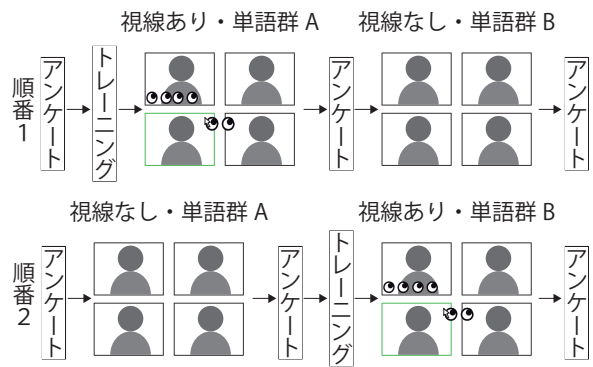 視線あり・単語群 A
視線なし・単語群 B
順番1
アンケート
トレーニング
アンケート
アンケート
視線なし・単語群 A
視線あり・単語群 B
順番2
アンケート
アンケート
トレーニング
アンケート